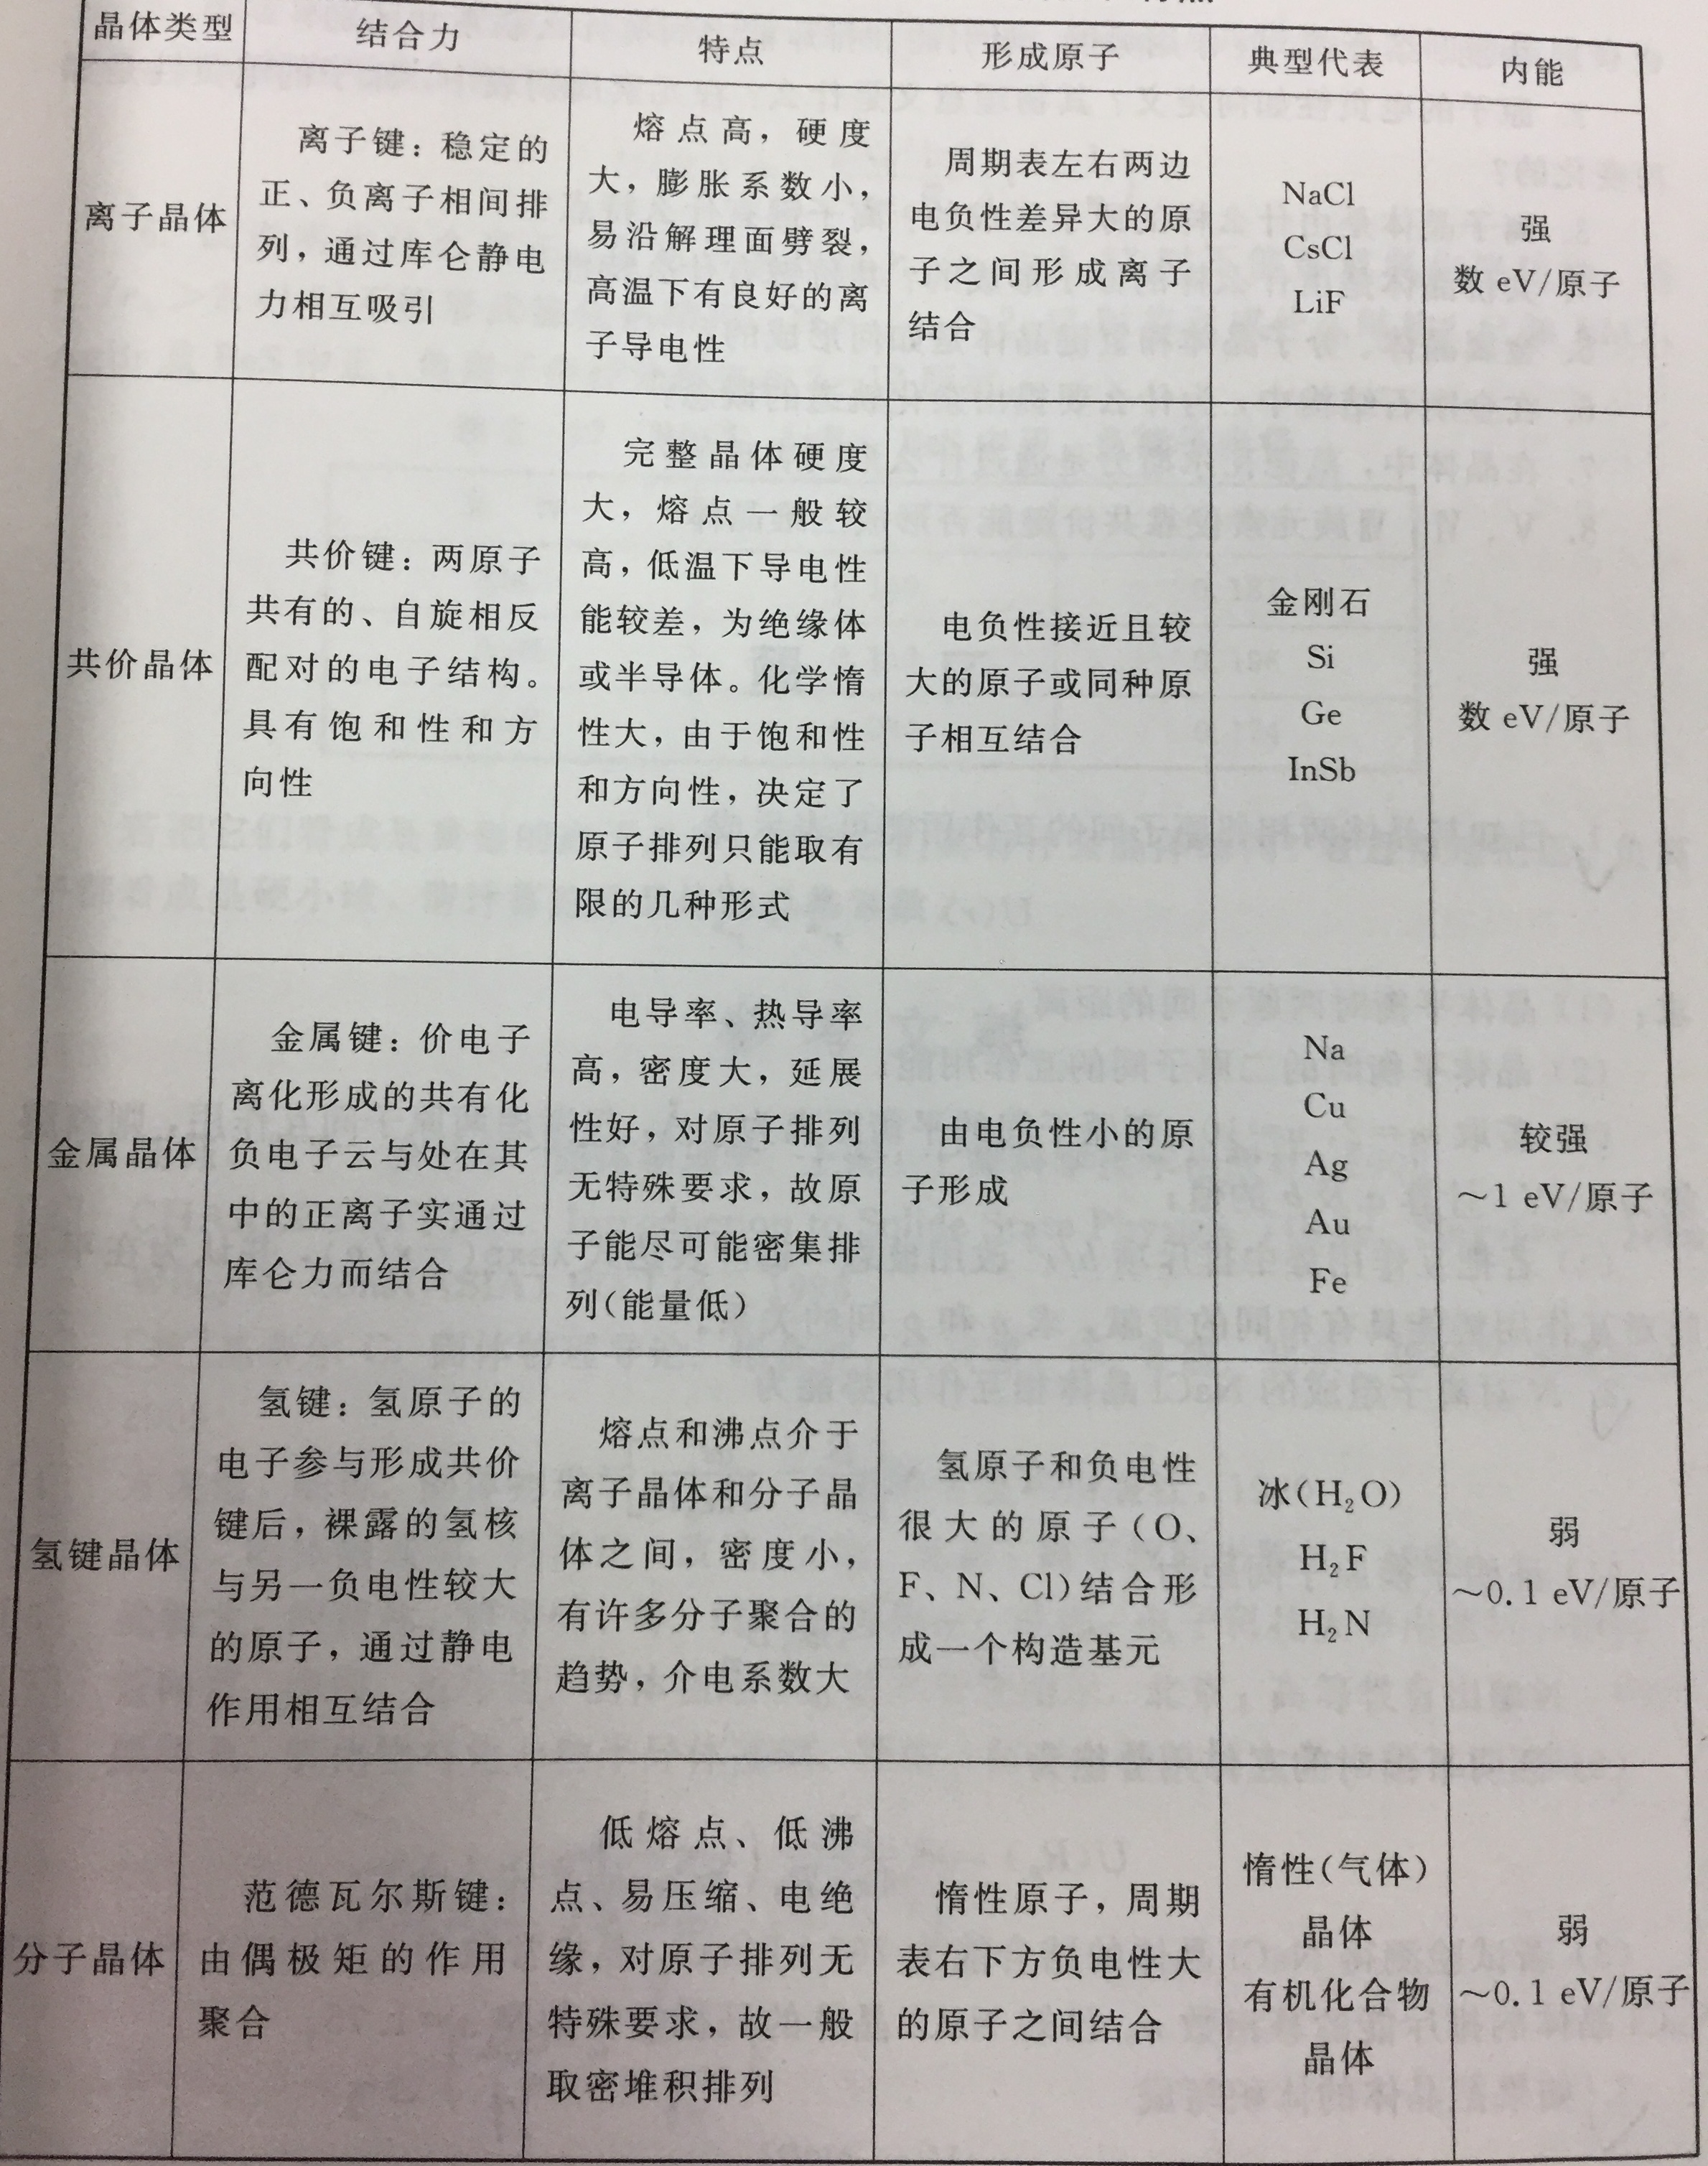 晶体类型 结合力 特点 形成原子 典型代表 内能
离子晶体
离子键：稳定的
正、负离子相间排
列，通过库仑静电
力相互吸引
熔点高，硬度
大，膨胀系数小，
易沿解理面劈裂，
高温下有良好的离
子导电性
周期表左右两边
电负性差异大的原
子之间形成离子
结合
NaCl
CsCl
LiF
强
数 eV/原子
共价晶体
共价键：两原子
共有的、自旋相反
配对的电子结构。
具有饱和性和方
向性
完整晶体硬度
大，熔点一般较
高，低温下导电性
能较差，为绝缘体
或半导体。化学惰
性大，由于饱和性
和方向性，决定了
原子排列只能取有
限的几种形式
电负性接近且较
大的原子或同种原
子相互结合
金刚石
Si
Ge
InSb
强
数 eV/原子
金属晶体
金属键：价电子
离化形成的共有化
负电子云与处在其
中的正离子实通过
库仑力而结合
电导率、热导率
高，密度大，延展
性好，对原子排列
无特殊要求，故原
子能尽可能密集排
列(能量低)
由电负性小的原
子形成
Na
Cu
Ag
Au
Fe
较强
～1 eV/原子
氢键晶体
氢键：氢原子的
电子参与形成共价
键后，裸露的氢核
与另一负电性较大
的原子，通过静电
作用相互结合
熔点和沸点介于
离子晶体和分子晶
体之间，密度小，
有许多分子聚合的
趋势，介电系数大
氢原子和负电性
很大的原子(O、
F、N、Cl)结合形
成一个构造基元
冰(H₂O)
H₂F
H₂N
弱
～0.1 eV/原子
分子晶体
范德瓦尔斯键：
由偶极矩的作用
聚合
低熔点、低沸
点、易压缩、电绝
缘，对原子排列无
特殊要求，故一般
取密堆积排列
惰性原子，周期
表右下方负电性大
的原子之间结合
惰性(气体)
晶体
有机化合物
晶体
弱
～0.1 eV/原子